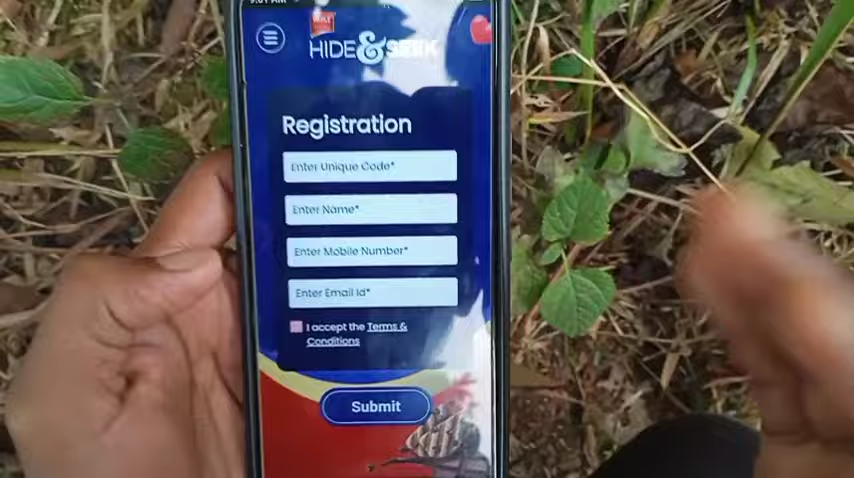 HIDE & SEEK
Registration
Enter Unique Code*
Enter Name*
Enter Mobile Number*
Enter Email Id*
I accept the Terms &
Conditions
Submit